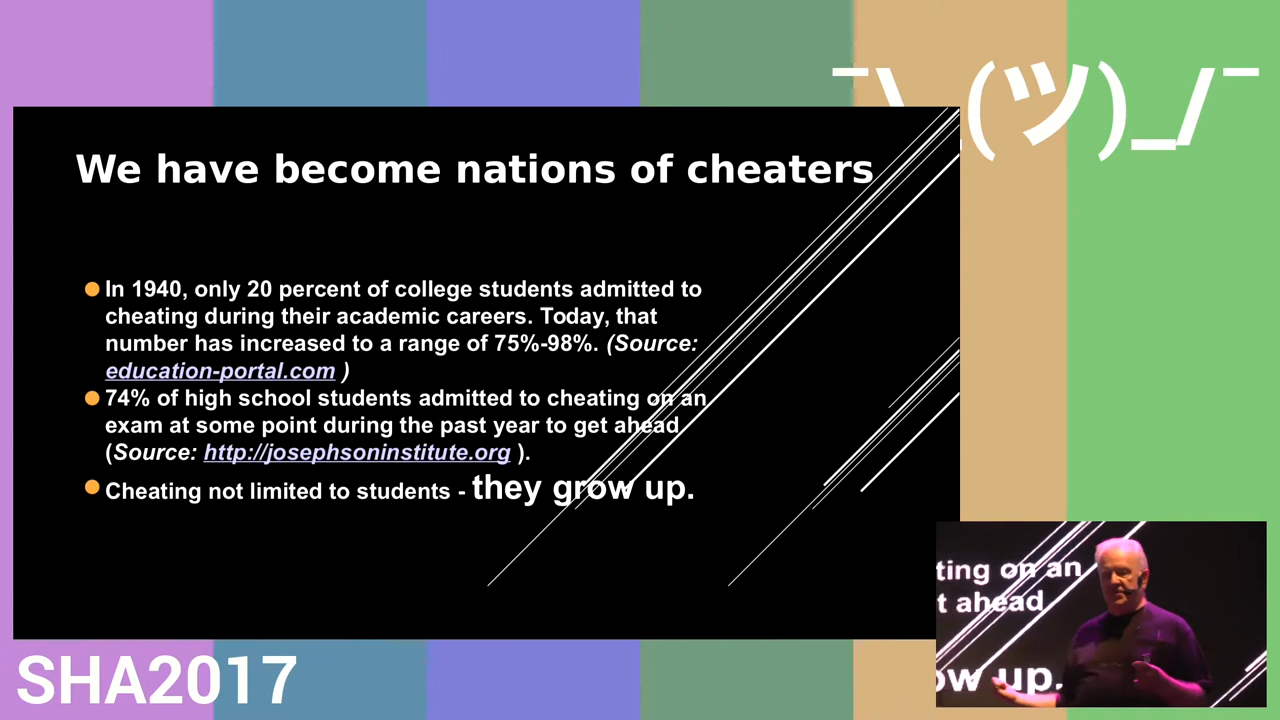 ¯\_(ツ)_/¯
We have become nations of cheaters
In 1940, only 20 percent of college students admitted to
cheating during their academic careers. Today, that
number has increased to a range of 75%-98%. (Source:
education-portal.com )
74% of high school students admitted to cheating on an
exam at some point during the past year to get ahead
(Source: http://josephsoninstitute.org ).
Cheating not limited to students - they grow up.
ting on an
t ahead
ow up.
SHA2017